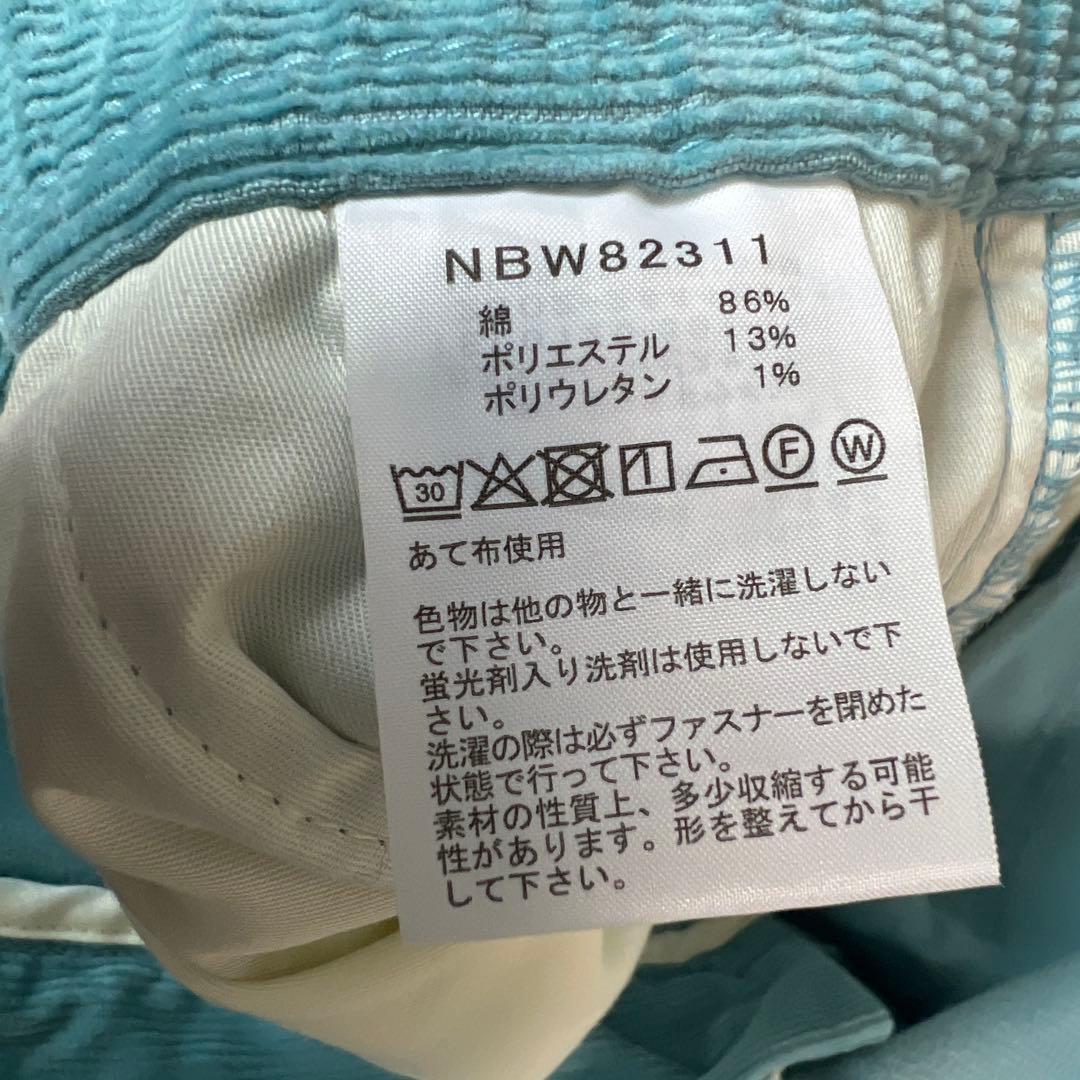 NBW82311
綿 86%
ポリエステル 13%
ポリウレタン 1%
30 F W
あて布使用
色物は他の物と一緒に洗濯しない
で下さい。
蛍光剤入り洗剤は使用しないで下
さい。
洗濯の際は必ずファスナーを閉めた
状態で行って下さい。
素材の性質上、多少収縮する可能
性があります。形を整えてから干
して下さい。